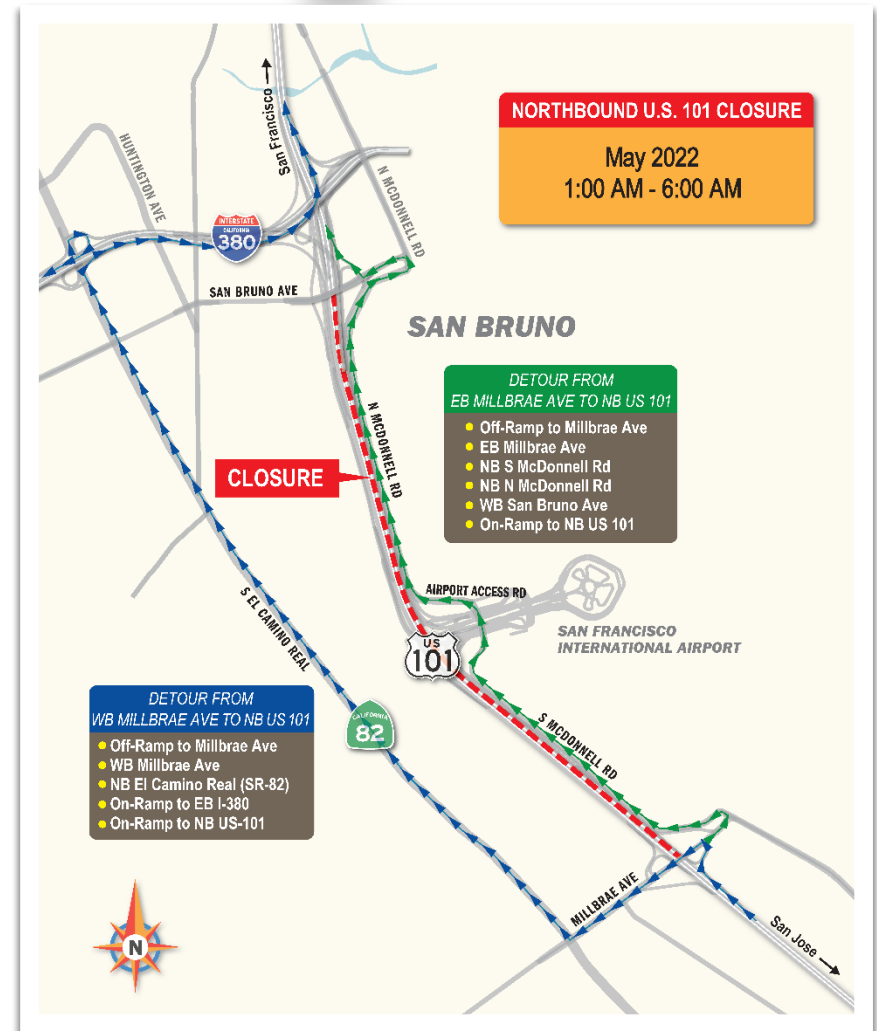 San Francisco
NORTHBOUND U.S. 101 CLOSURE
May 2022
1:00 AM - 6:00 AM
HUNTINGTON AVE
N MCDONNELL RD
INTERSTATE
CALIFORNIA
380
SAN BRUNO AVE
SAN BRUNO
DETOUR FROM
EB MILLBRAE AVE TO NB US 101
Off-Ramp to Millbrae Ave
EB Millbrae Ave
NB S McDonnell Rd
NB N McDonnell Rd
WB San Bruno Ave
On-Ramp to NB US 101
N MCDONNELL RD
CLOSURE
AIRPORT ACCESS RD
SAN FRANCISCO
INTERNATIONAL AIRPORT
US
101
S EL CAMINO REAL
DETOUR FROM
WB MILLBRAE AVE TO NB US 101
Off-Ramp to Millbrae Ave
WB Millbrae Ave
NB El Camino Real (SR-82)
On-Ramp to EB I-380
On-Ramp to NB US-101
CALIFORNIA
82
S MCDONNELL RD
MILLBRAE AVE
San Jose
N